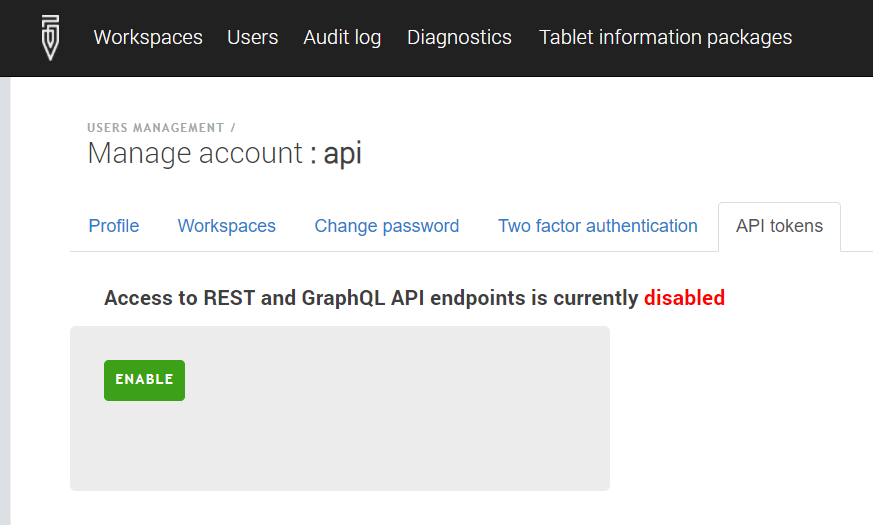 Workspaces Users Audit log Diagnostics Tablet information packages
USERS MANAGEMENT /
Manage account : api
Profile Workspaces Change password Two factor authentication API tokens
Access to REST and GraphQL API endpoints is currently disabled
ENABLE